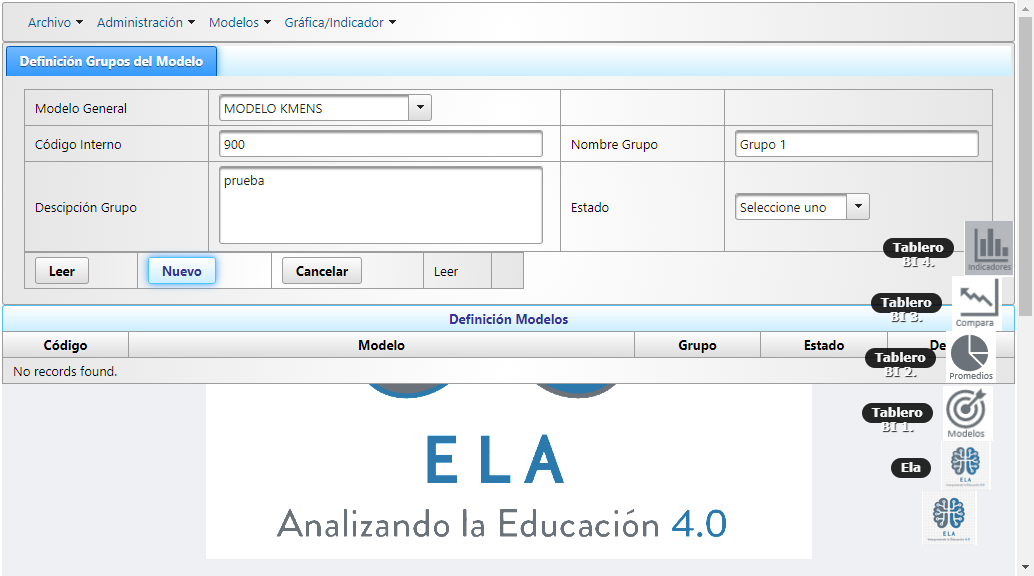 Archivo Administración Modelos Gráfica/Indicador
Definición Grupos del Modelo
Modelo General MODELO KMENS
Código Interno 900 Nombre Grupo Grupo 1
Descipción Grupo prueba Estado Seleccione uno
Leer Nuevo Cancelar Leer
Tablero
BI 4.
Indicadores
Tablero
BI 3.
Compara
Definición Modelos
Código Modelo Grupo Estado De
No records found.
Tablero
BI 2.
Promedios
Tablero
BI 1.
Modelos
Ela
ELA
ELA
ELA
Analizando la Educación 4.0